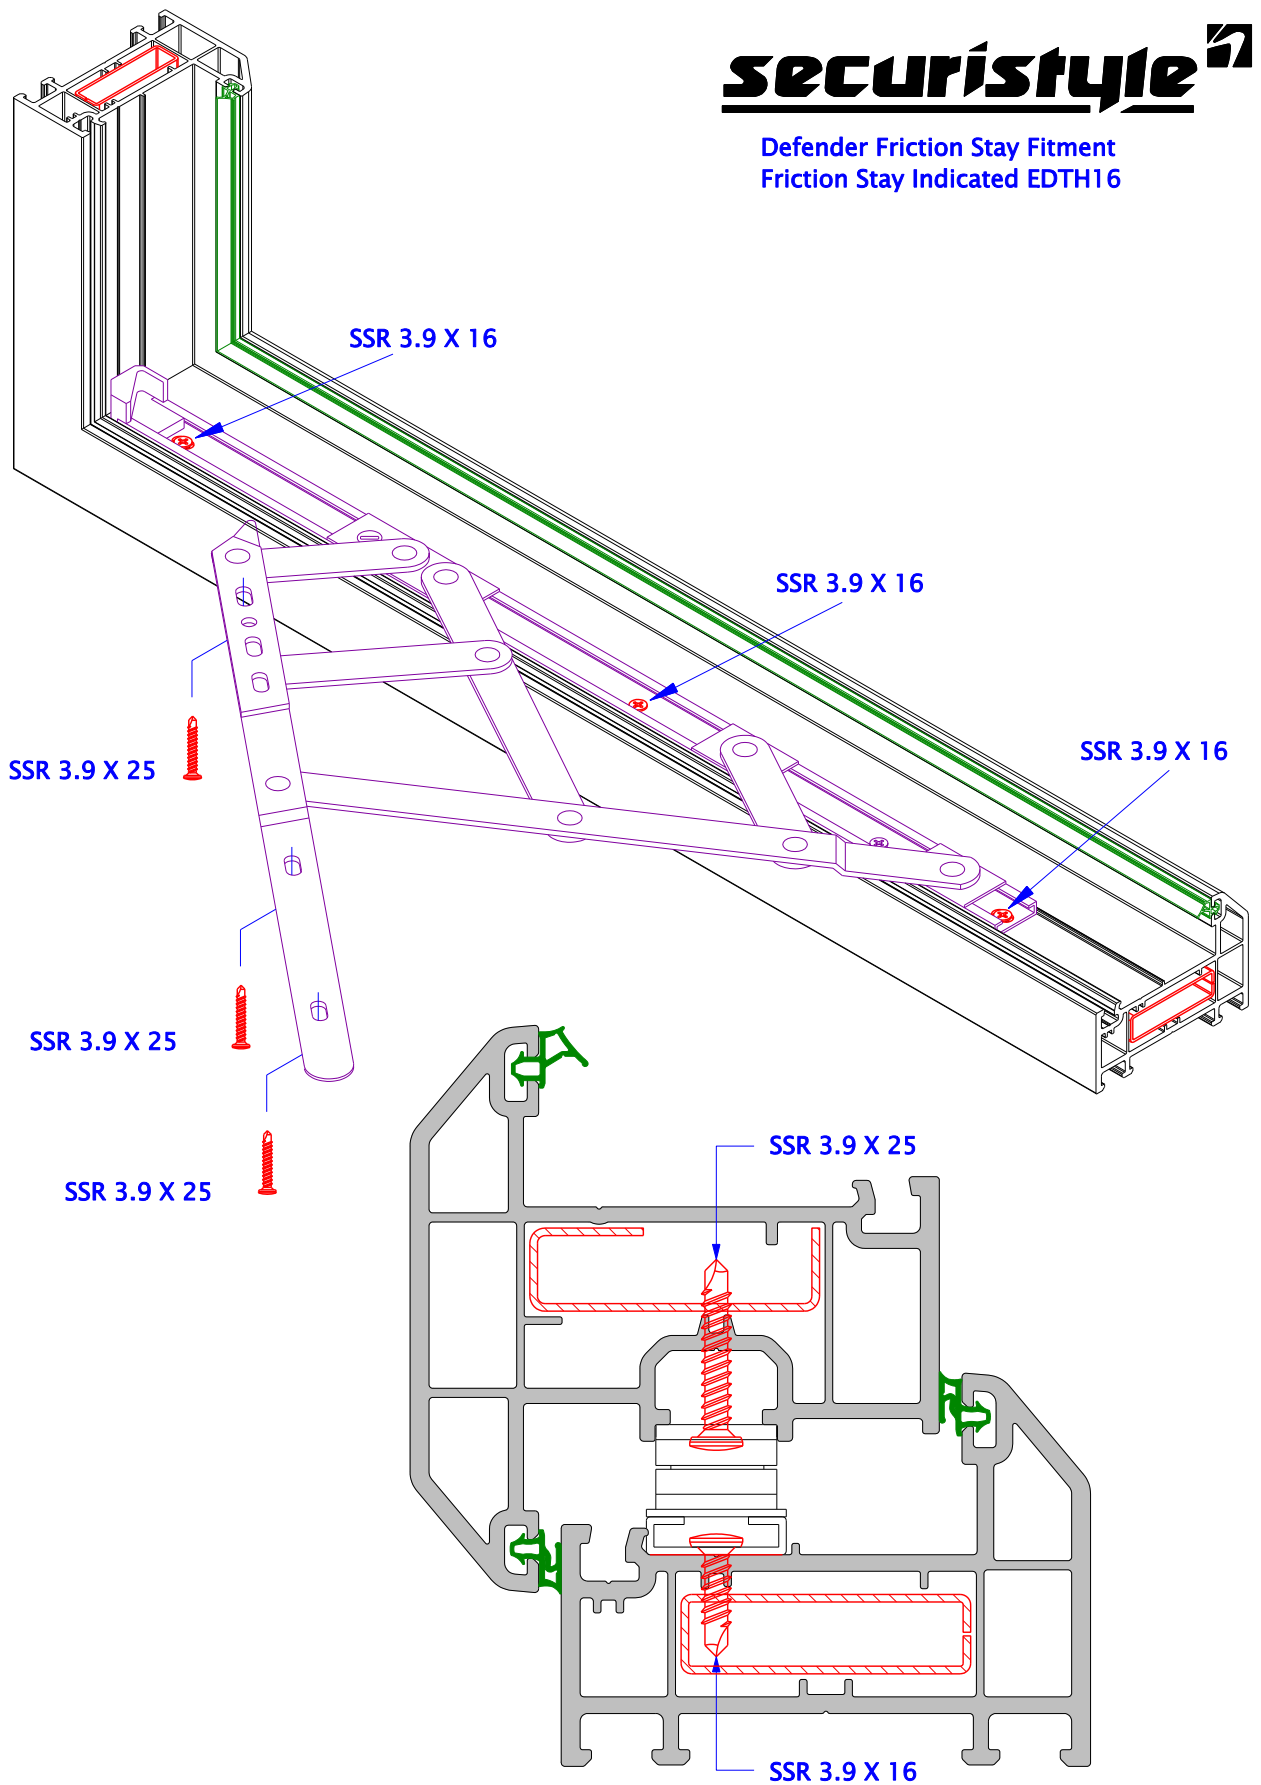 securistyle
Defender Friction Stay Fitment
Friction Stay Indicated EDTH16
SSR 3.9 X 16
SSR 3.9 X 16
SSR 3.9 X 16
SSR 3.9 X 25
SSR 3.9 X 25
SSR 3.9 X 25
SSR 3.9 X 25
SSR 3.9 X 16